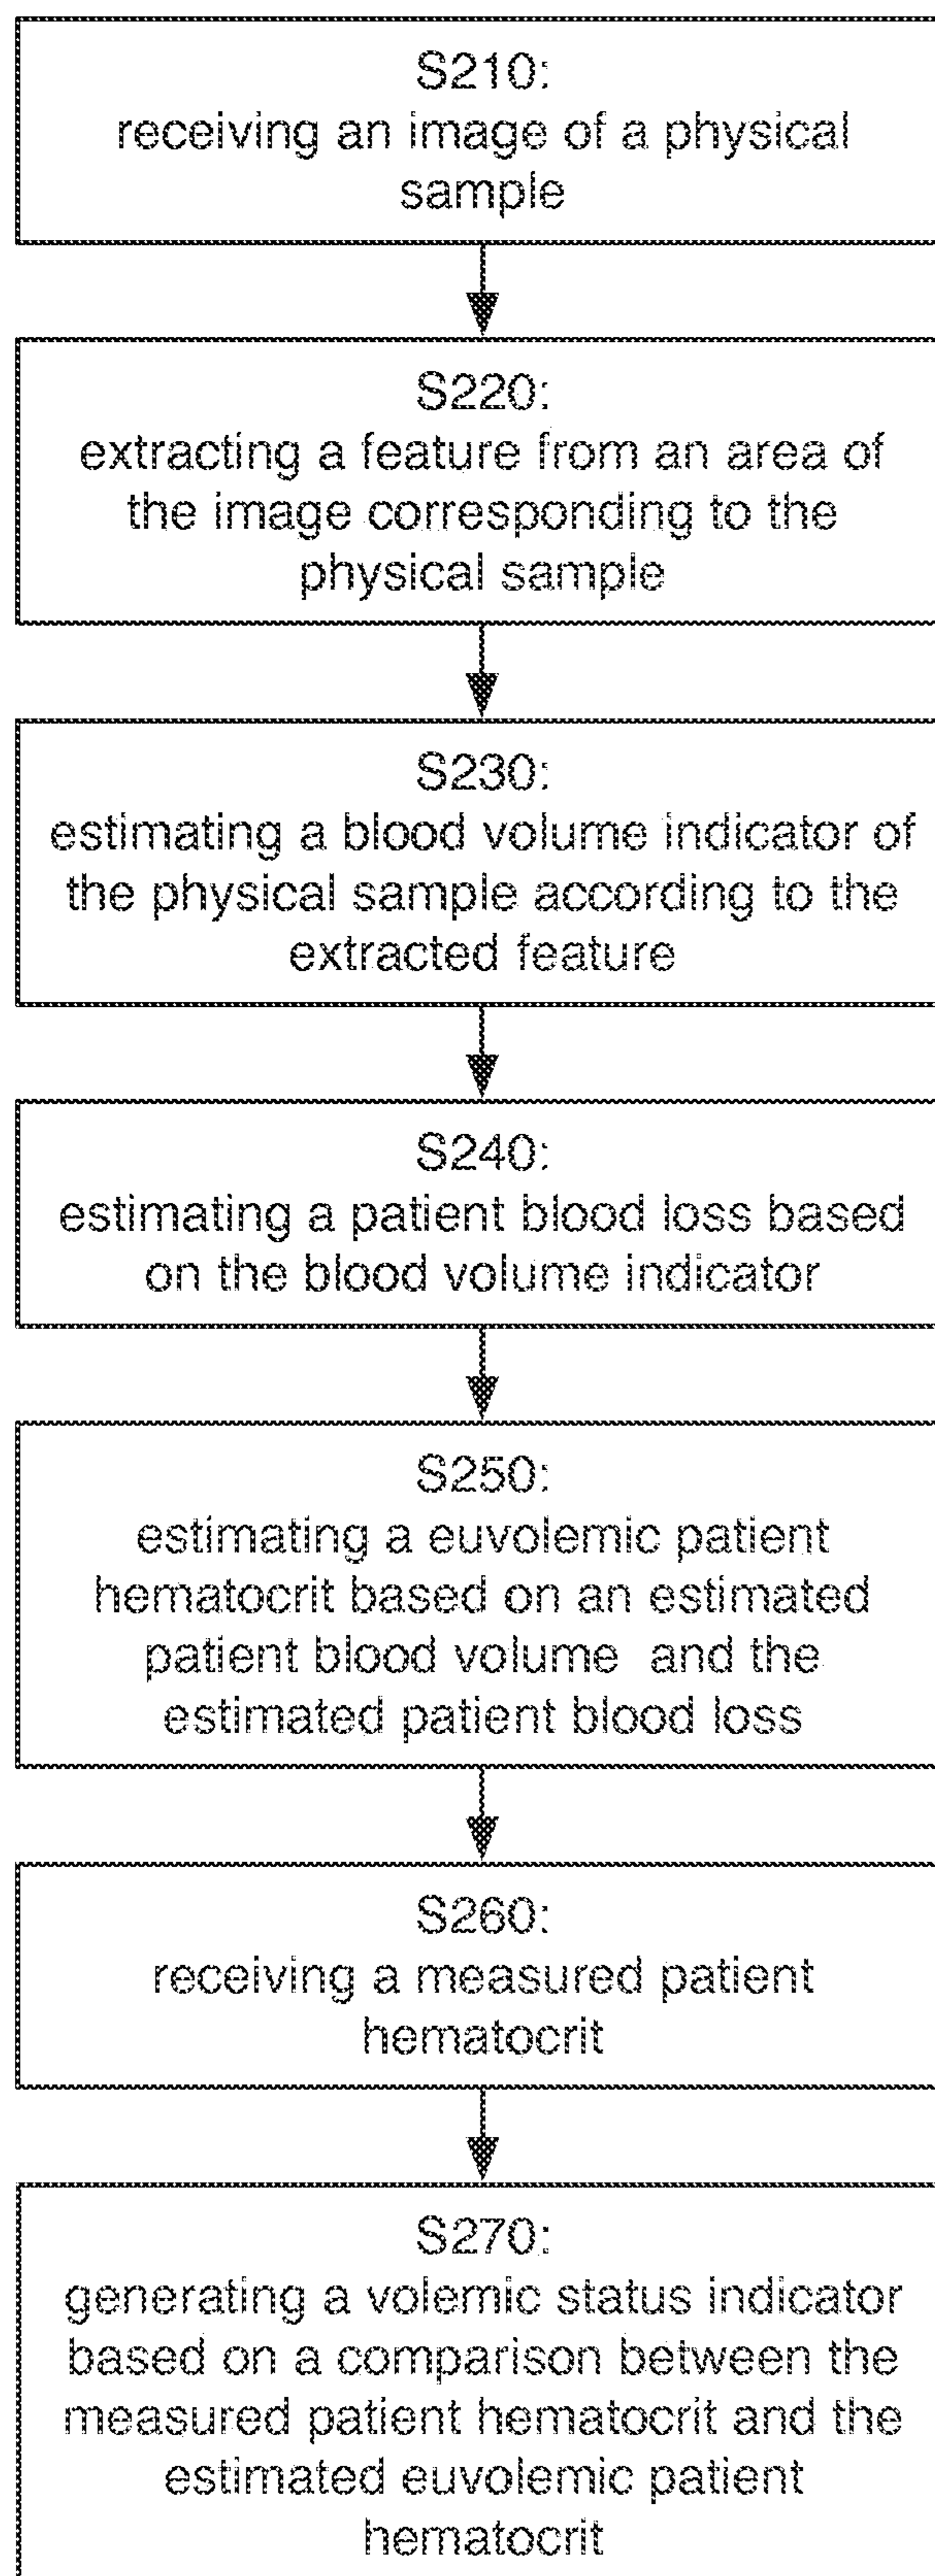 S210:
receiving an image of a physical
sample
S220:
extracting a feature from an area of
the image corresponding to the
physical sample
S230:
estimating a blood volume indicator of
the physical sample according to the
extracted feature
S240:
estimating a patient blood loss based
on the blood volume indicator
S250:
estimating a euvolemic patient
hematocrit based on an estimated
patient blood volume and the
estimated patient blood loss
S260:
receiving a measured patient
hematocrit
S270:
generating a volemic status indicator
based on a comparison between the
measured patient hematocrit and the
estimated euvolemic patient
hematocrit